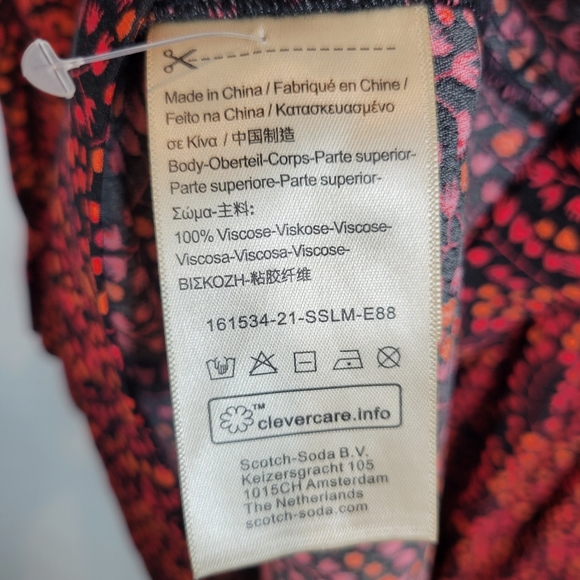 Made in China / Fabriqué en Chine /
Feito na China / Κατασκευασμένο
σε Κίνα / 中国制造
Body-Oberteil-Corps-Parte superior-
Parte superiore-Parte superior-
Σώμα-主料:
100% Viscose-Viskose-Viscose-
Viscosa-Viscosa-Viscose-
ΒΙΣΚΟΖΗ-粘胶纤维
161534-21-SSLM-E88
TM
clevercare.info
Scotch-Soda B.V.
Keizersgracht 105
1015CH Amsterdam
The Netherlands
scotch-soda.com